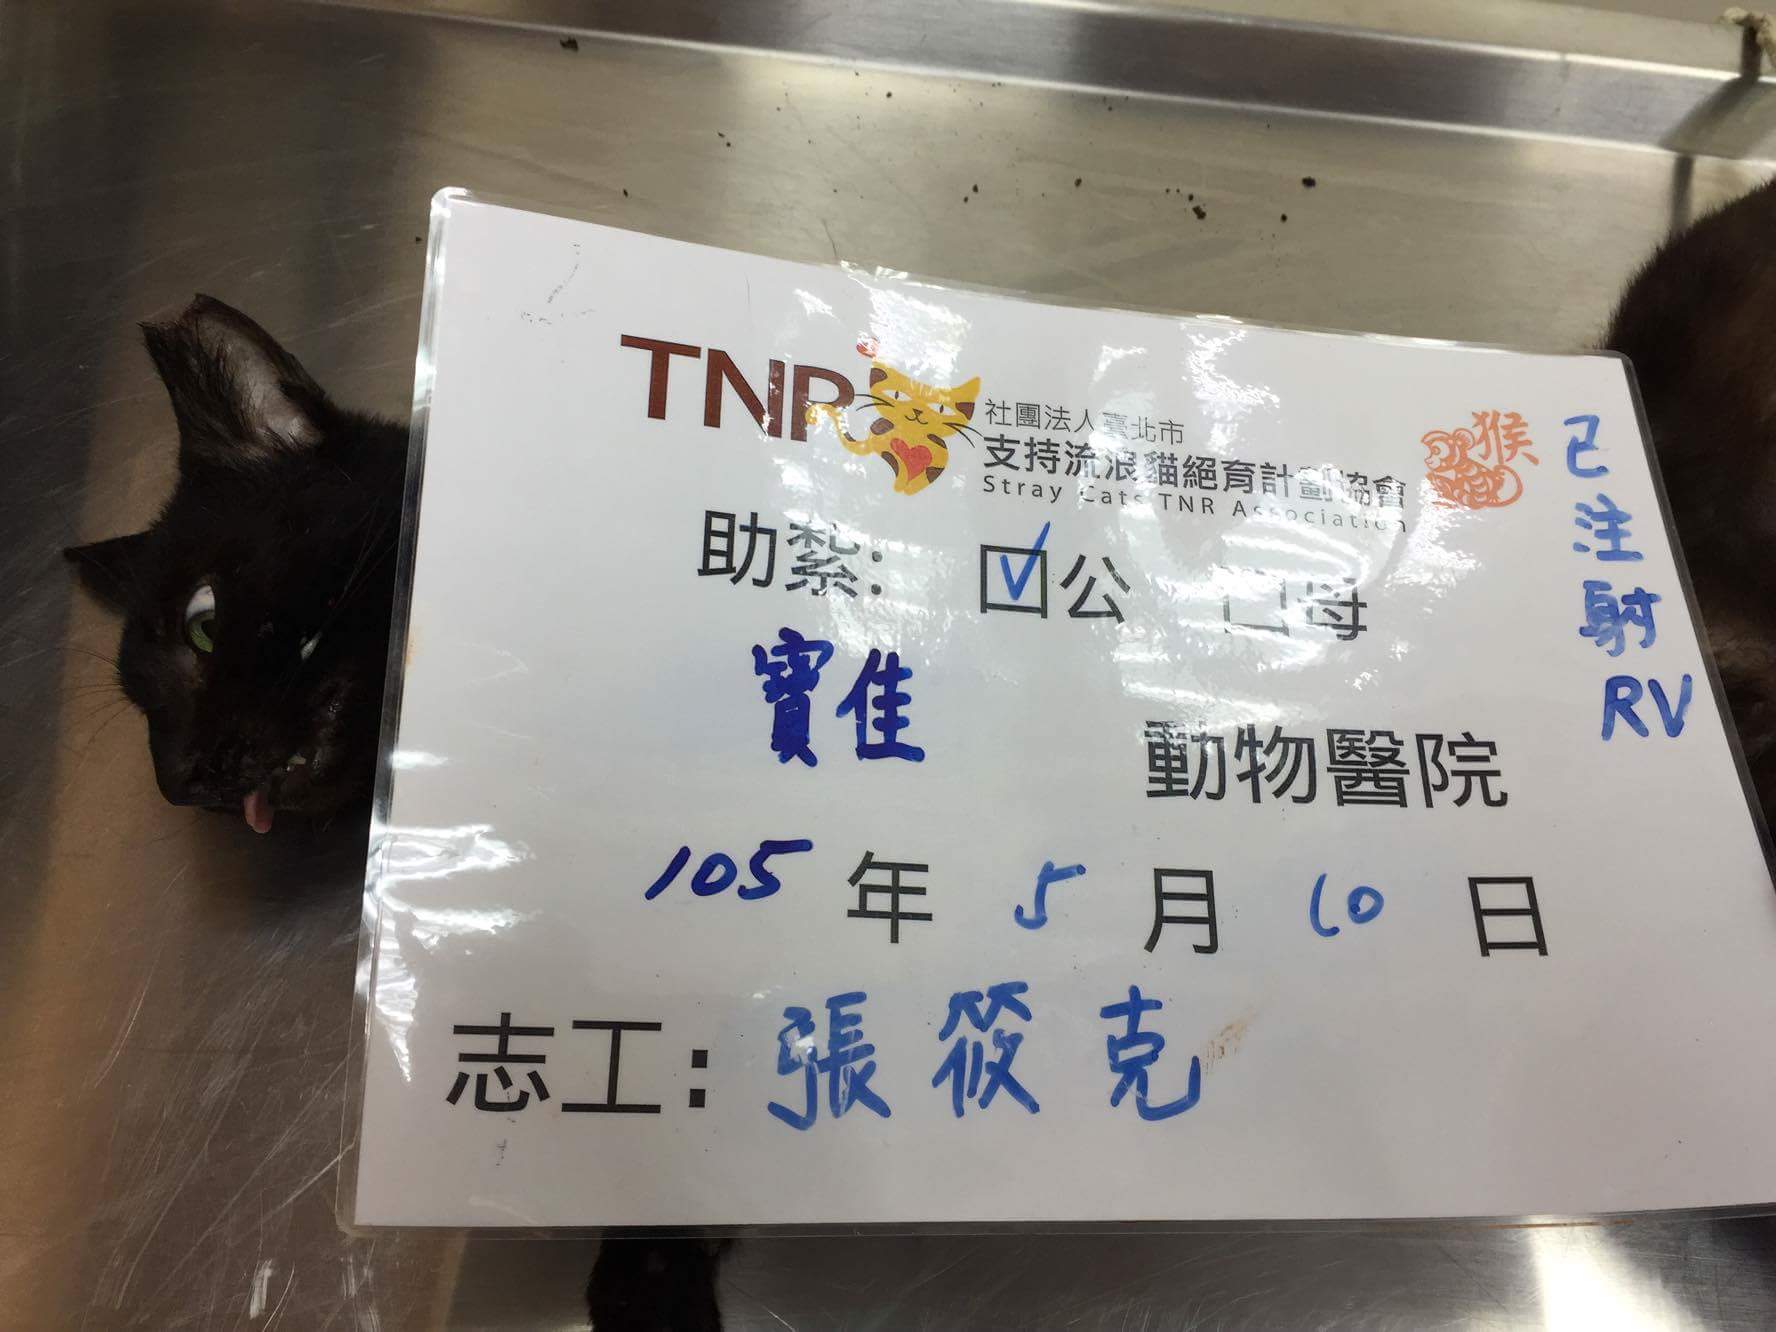 TNR
社團法人臺北市
支持流浪貓絕育計劃協會
Stray Cats TNR Association
猴
已注射RV
助紮: ☑公 □母
寶佳 動物醫院
105 年 5 月 10 日
志工: 張筱克